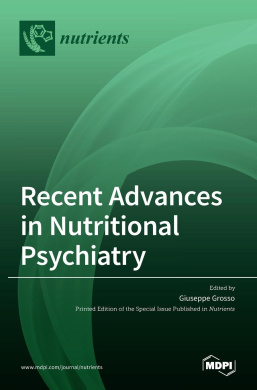 nutrients
Recent Advances
in Nutritional
Psychiatry
Edited by
Giuseppe Grosso
Printed Edition of the Special Issue Published in Nutrients
www.mdpi.com/journal/nutrients
MDPI